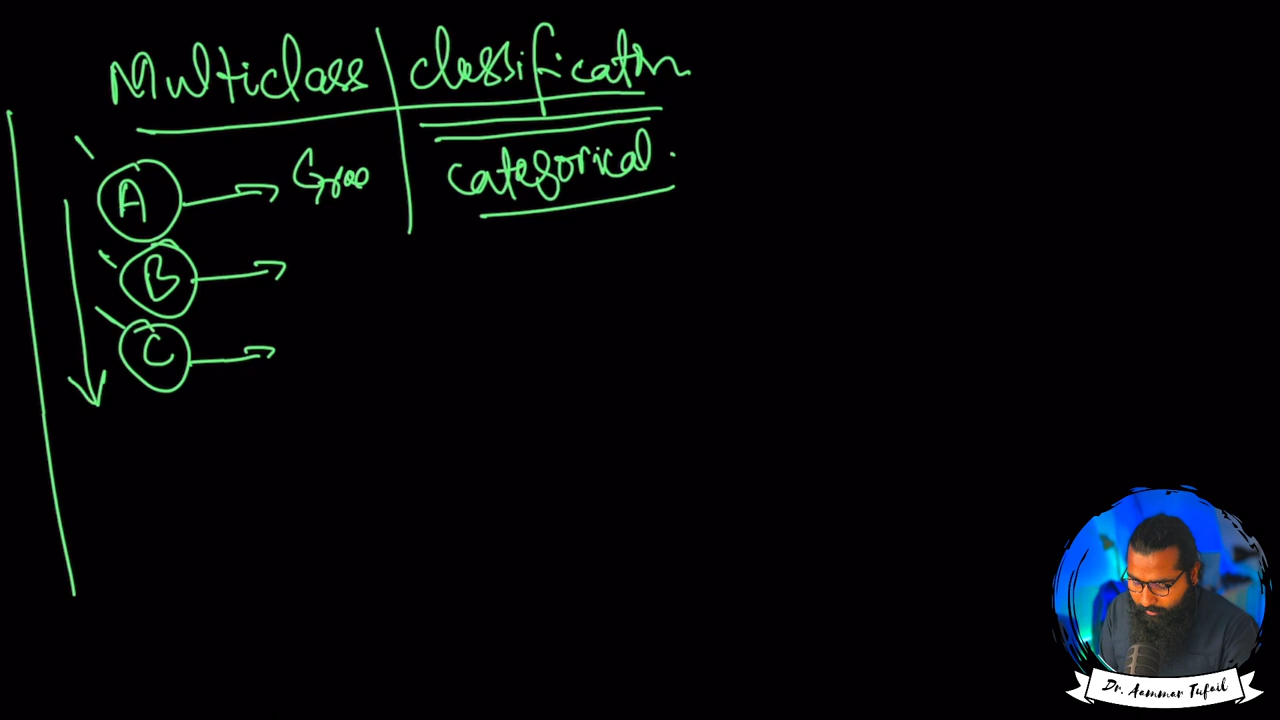 Multiclass classification
categorical.
A
B
C
Dr. Aammar Tufail